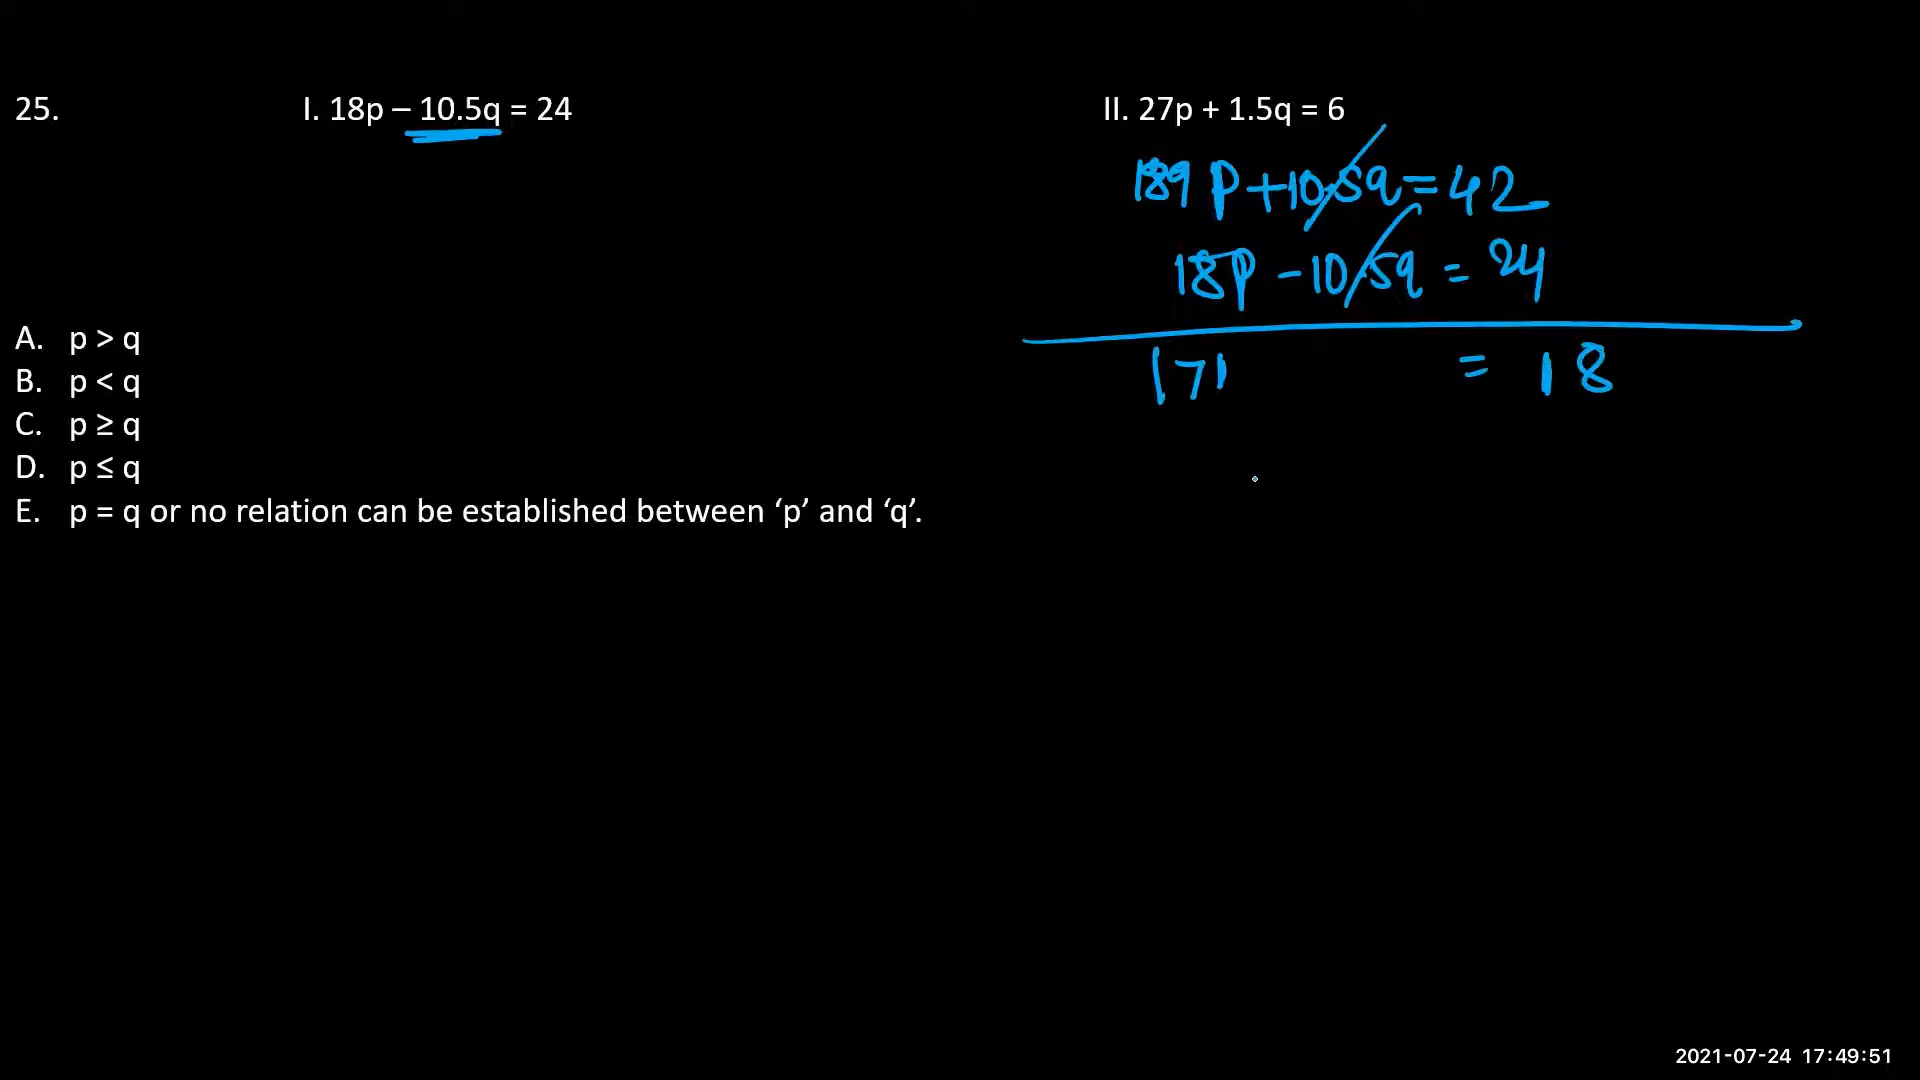 25. I. 18p – 10.5q = 24 II. 27p + 1.5q = 6
189p+10.5q=42
18p - 10.5q = 24
171 = 18
A. p > q
B. p < q
C. p ≥ q
D. p ≤ q
E. p = q or no relation can be established between ‘p’ and ‘q’.
2021-07-24 17:49:51